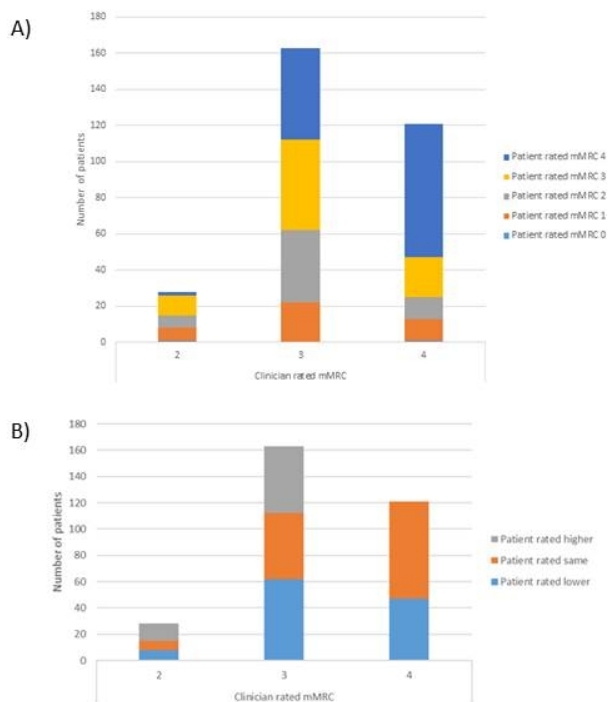 A)
180
160
140
120
100
80
60
40
20
0
Number of patients
2 3 4
Clinician rated mMRC
Patient rated mMRC 4
Patient rated mMRC 3
Patient rated mMRC 2
Patient rated mMRC 1
Patient rated mMRC 0
B)
180
160
140
120
100
80
60
40
20
0
Number of patients
2 3 4
Clinician rated mMRC
Patient rated higher
Patient rated same
Patient rated lower